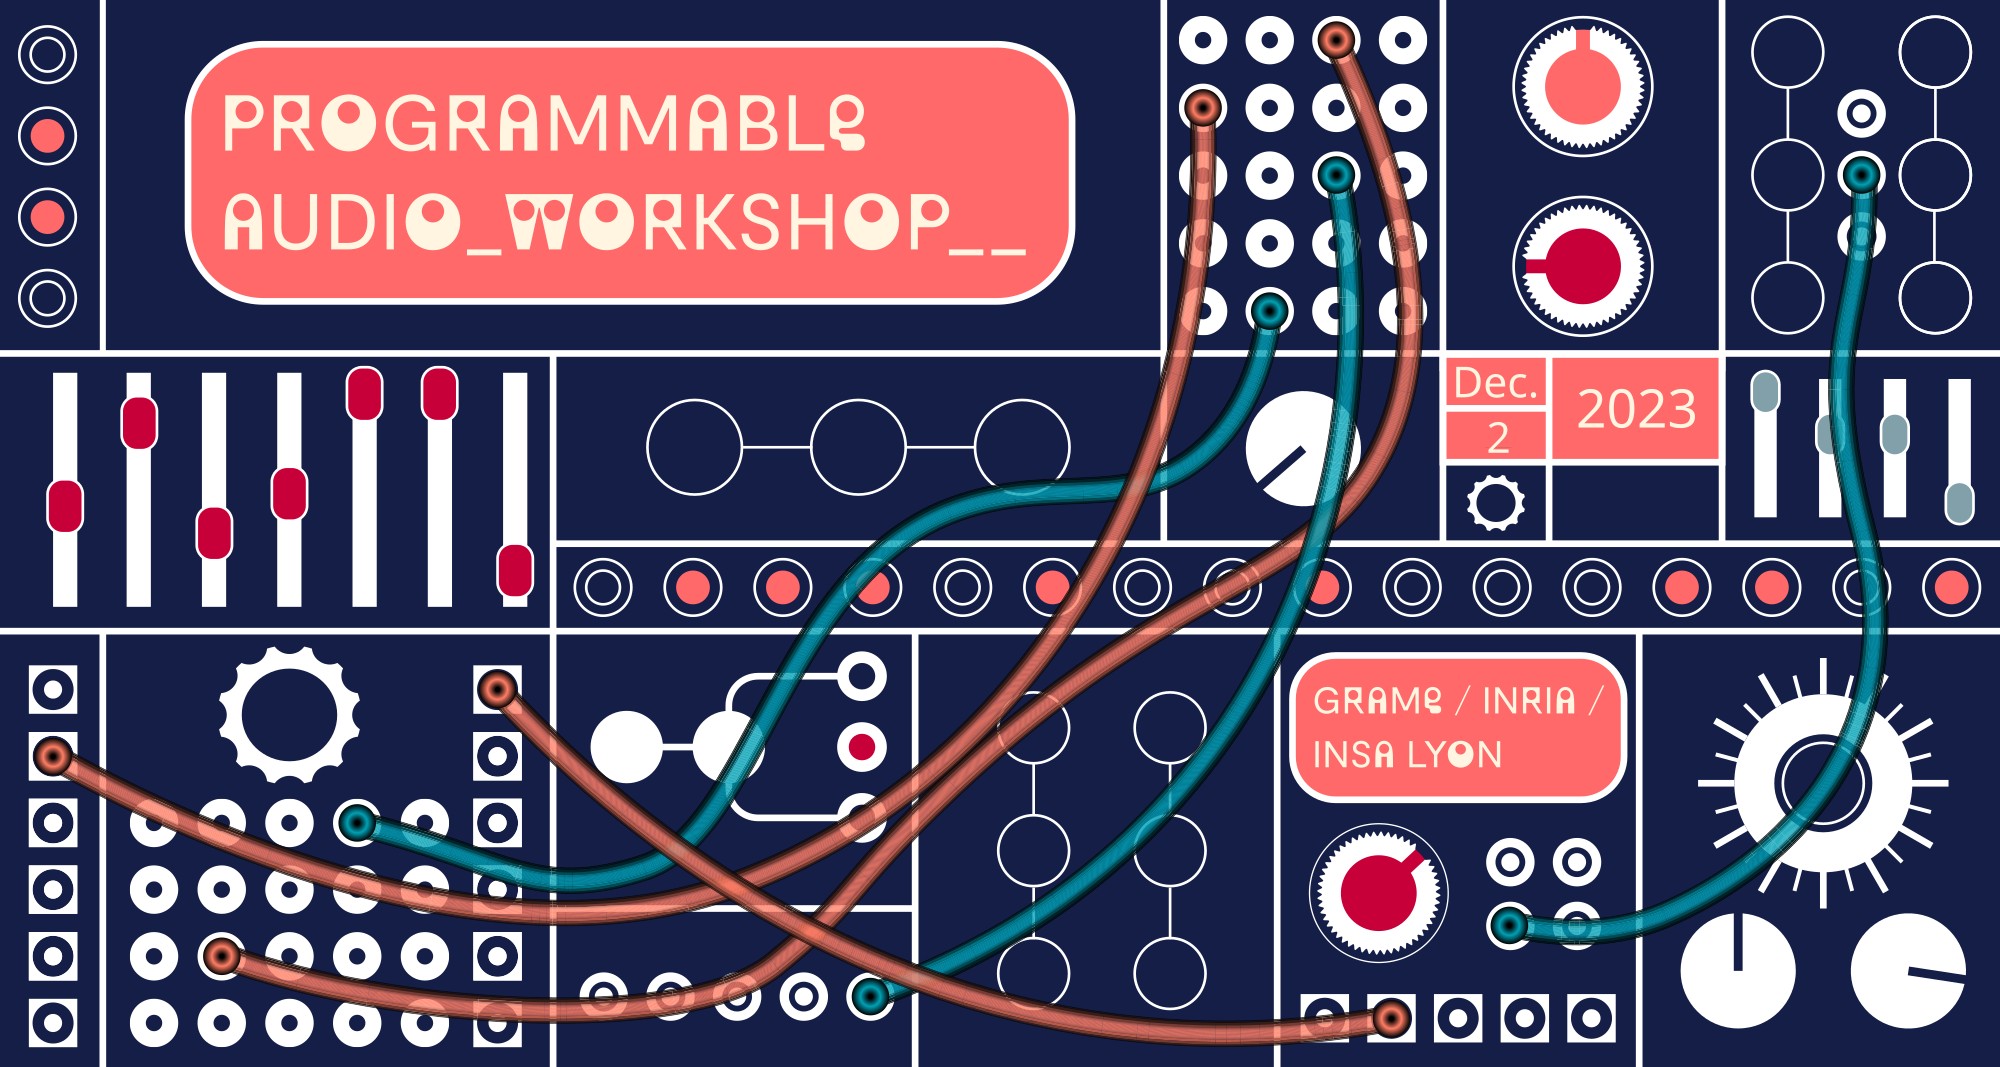 PROGRAMMABLE
AUDIO_WORKSHOP__
Dec.
2
2023
GRAME / INRIA /
INSA LYON